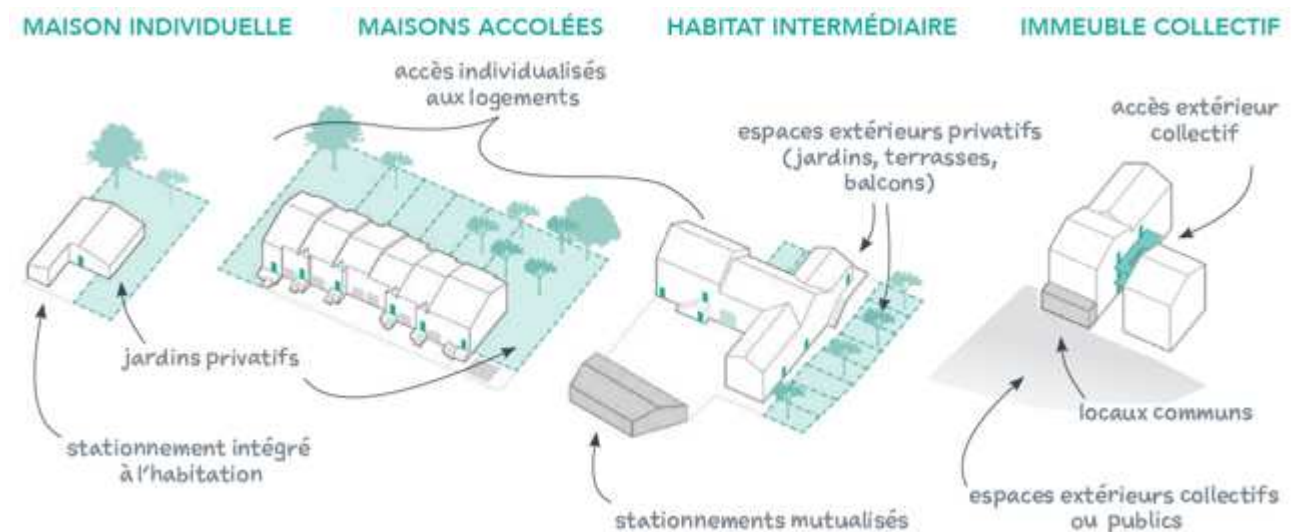 MAISON INDIVIDUELLE
MAISONS ACCOLÉES
HABITAT INTERMÉDIAIRE
IMMEUBLE COLLECTIF
accès individualisés
aux logements
espaces extérieurs privatifs
(jardins, terrasses,
balcons)
accès extérieur
collectif
jardins privatifs
stationnement intégré
à l'habitation
stationnements mutualisés
locaux communs
espaces extérieurs collectifs
ou publics